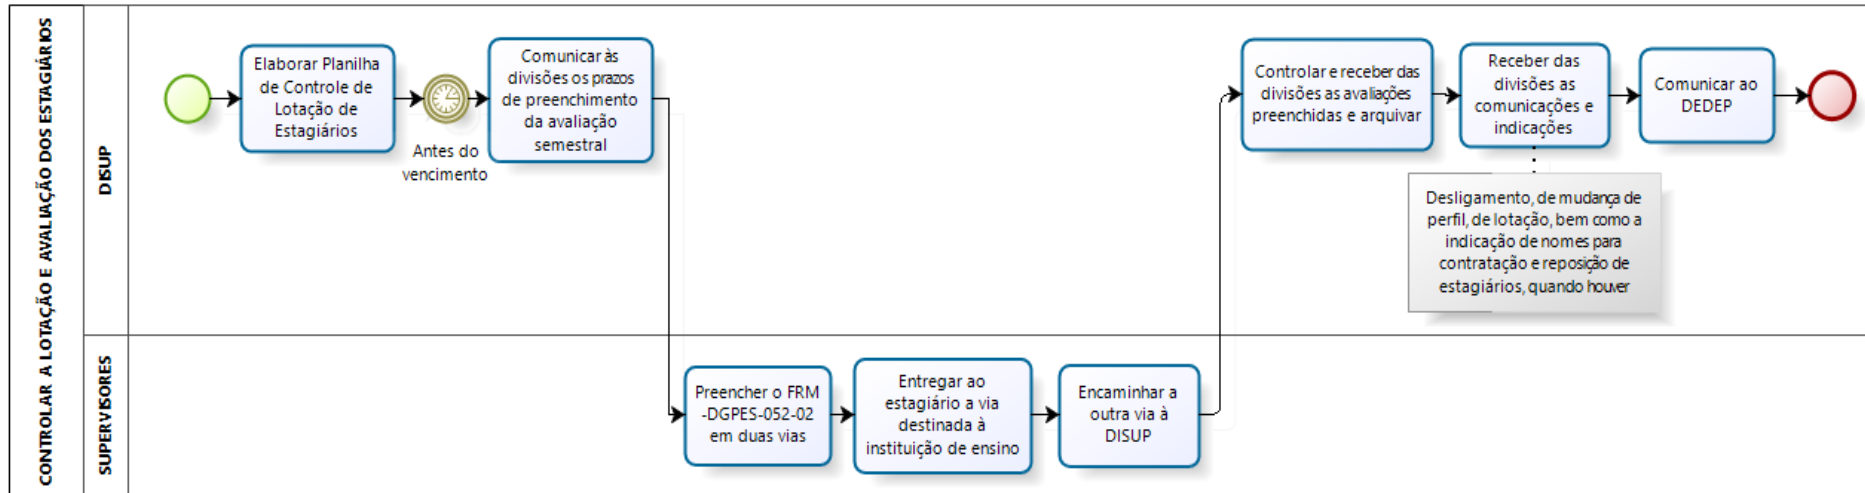 CONTROLAR A LOTAÇÃO E AVALIAÇÃO DOS ESTAGIÁRIOS
DISUP
Elaborar Planilha
de Controle de
Lotação de
Estagiários
Antes do
vencimento
Comunicar às
divisões os prazos
de preenchimento
da avaliação
semestral
Controlar e receber das
divisões as avaliações
preenchidas e arquivar
Receber das
divisões as
comunicações e
indicações
Comunicar ao
DEDEP
Desligamento, de mudança de
perfil, de lotação, bem como a
indicação de nomes para
contratação e reposição de
estagiários, quando houver
SUPERVISORES
Preencher o FRM
-DGPES-052-02
em duas vias
Entregar ao
estagiário a via
destinada à
instituição de ensino
Encaminhar a
outra via à
DISUP